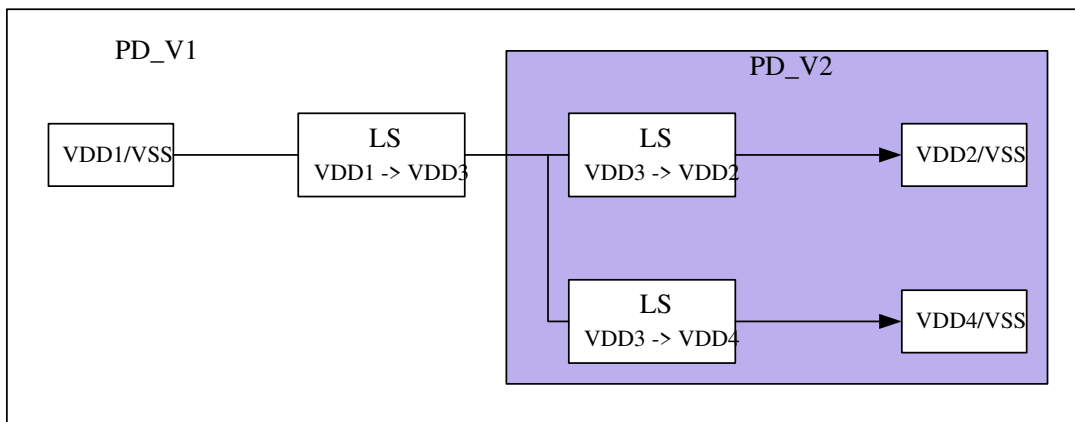 PD_V1
PD_V2
VDD1/VSS
LS
VDD1 -> VDD3
LS
VDD3 -> VDD2
VDD2/VSS
LS
VDD3 -> VDD4
VDD4/VSS